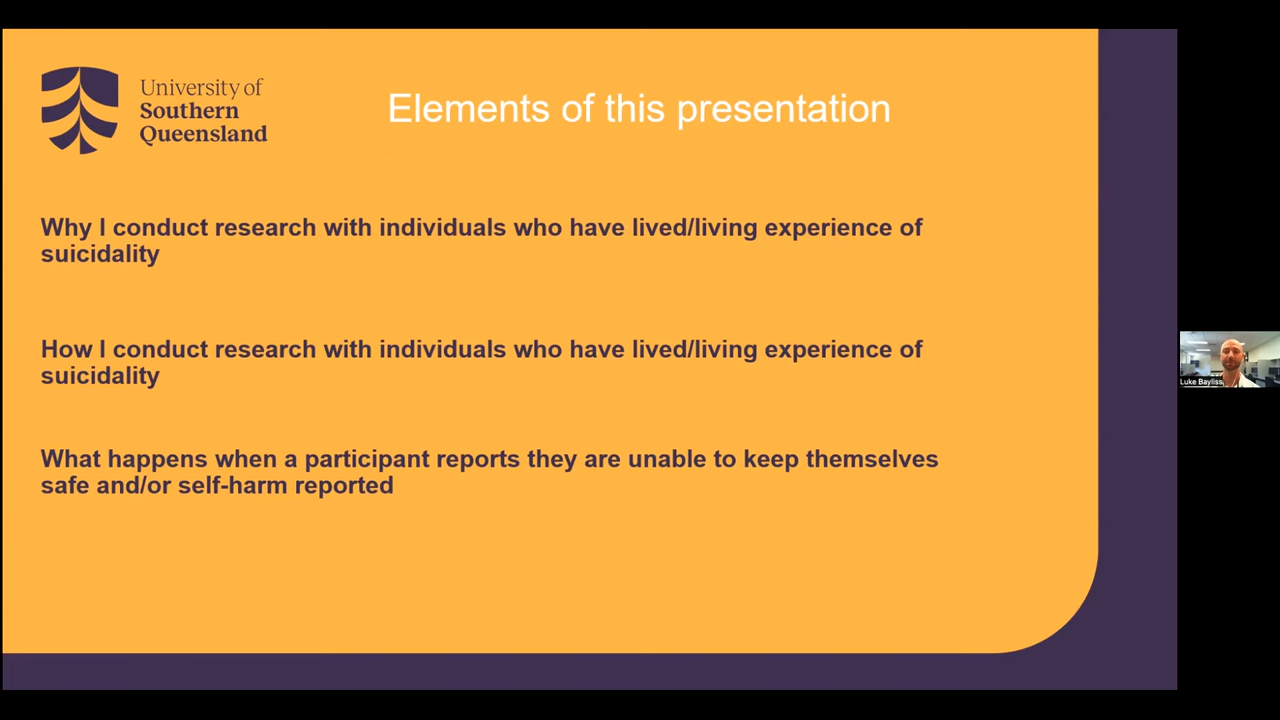 University of
Southern
Queensland
Elements of this presentation
Why I conduct research with individuals who have lived/living experience of
suicidality
How I conduct research with individuals who have lived/living experience of
suicidality
What happens when a participant reports they are unable to keep themselves
safe and/or self-harm reported
Luke Bayliss